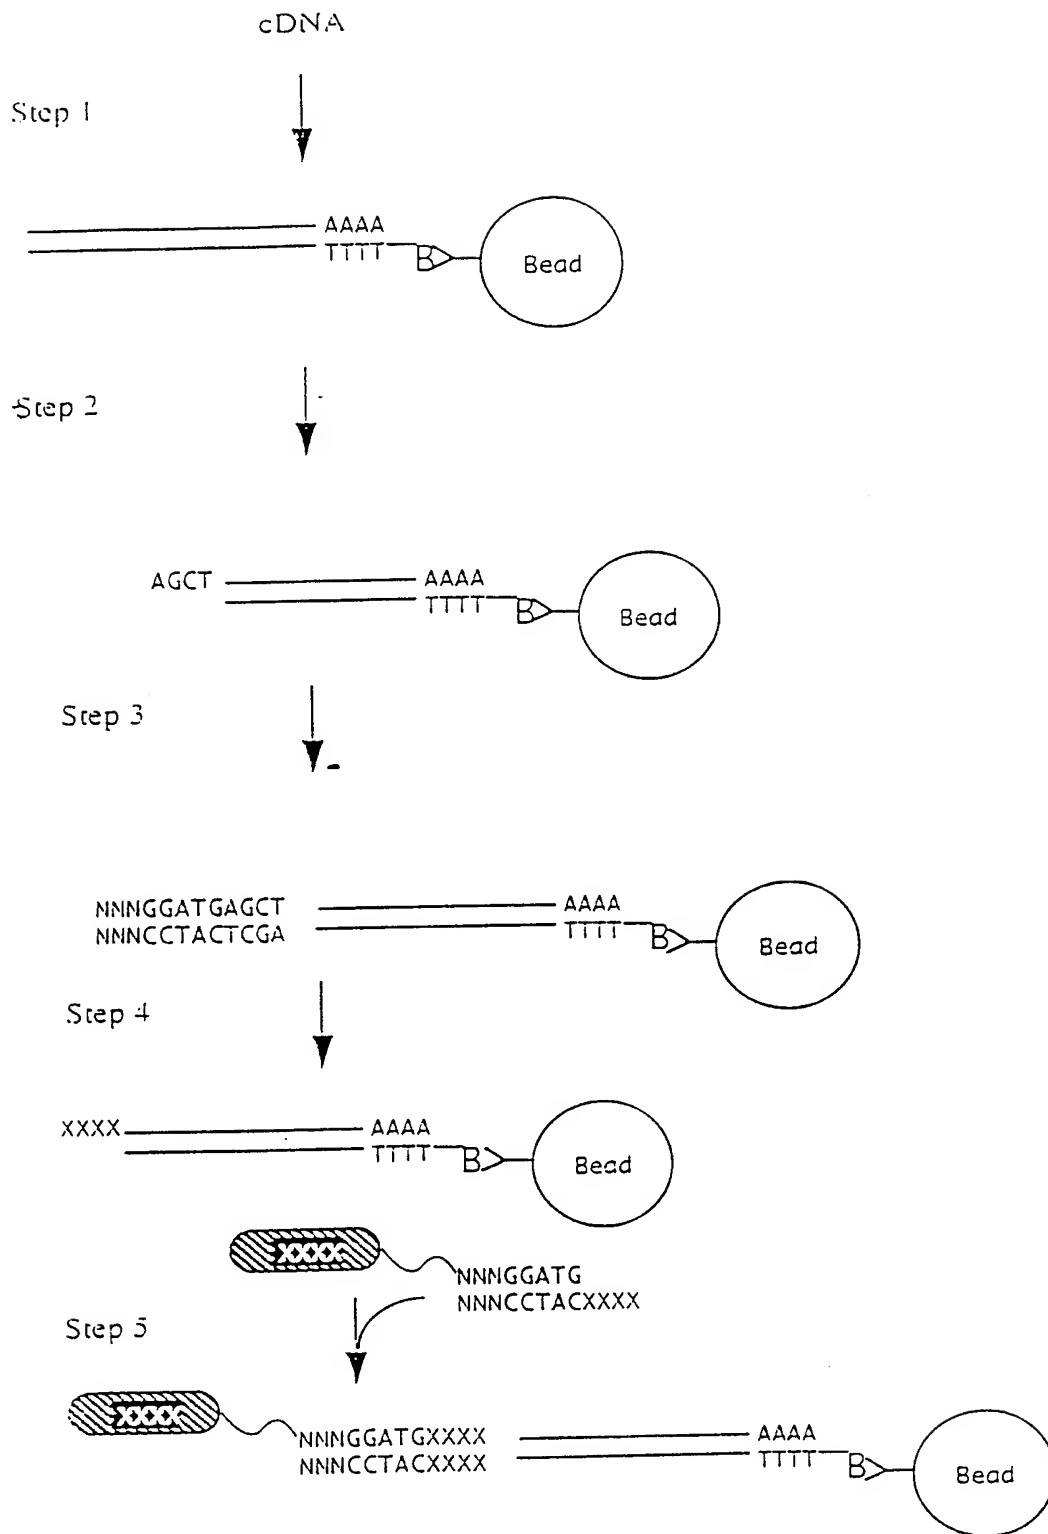 cDNA
Step 1
AAAA
TTTT B Bead
Step 2
AGCT AAAA
TTTT B Bead
Step 3
NNNGGATGAGCT AAAA
NNNCCTACTCGA TTTT B Bead
Step 4
XXXX AAAA
TTTT B Bead
XXXX
NNNGGATG
NNNCCTACXXXX
Step 5
XXXX
NNNGGATGXXXX AAAA
NNNCCTACXXXX TTTT B Bead